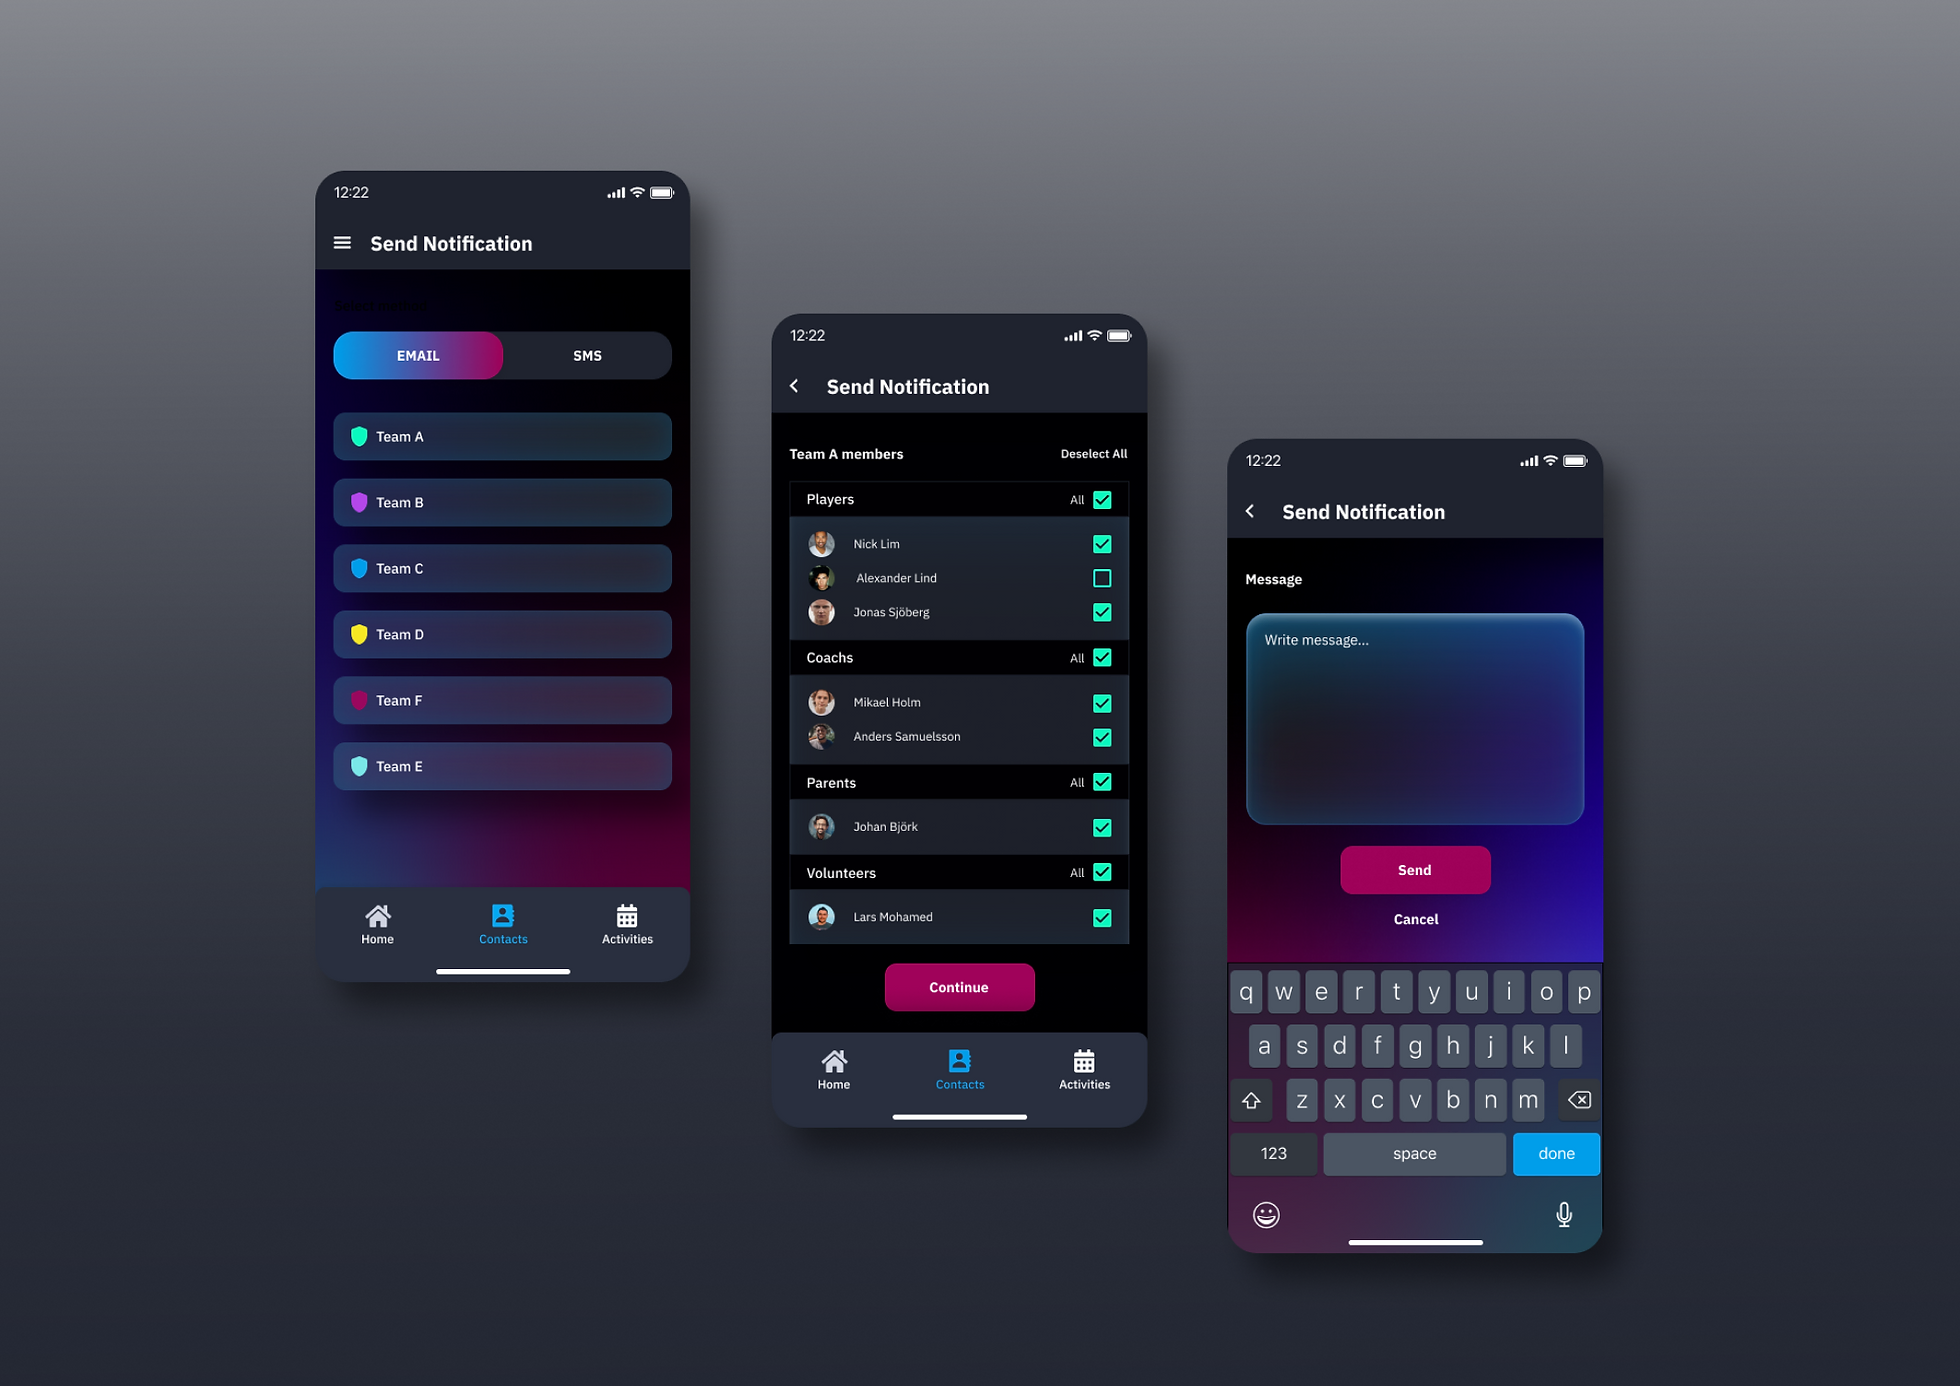 12:22
Send Notification
EMAIL SMS
Team A
Team B
Team C
Team D
Team F
Team E
Home Contacts Activities
12:22
Send Notification
Team A members Deselect All
Players All
Nick Lim
Alexander Lind
Jonas Sjöberg
Coachs All
Mikael Holm
Anders Samuelsson
Parents All
Johan Björk
Volunteers All
Lars Mohamed
Continue
Home Contacts Activities
12:22
Send Notification
Message
Write message...
Send
Cancel
q w e r t y u i o p
a s d f g h j k l
z x c v b n m
123 space done